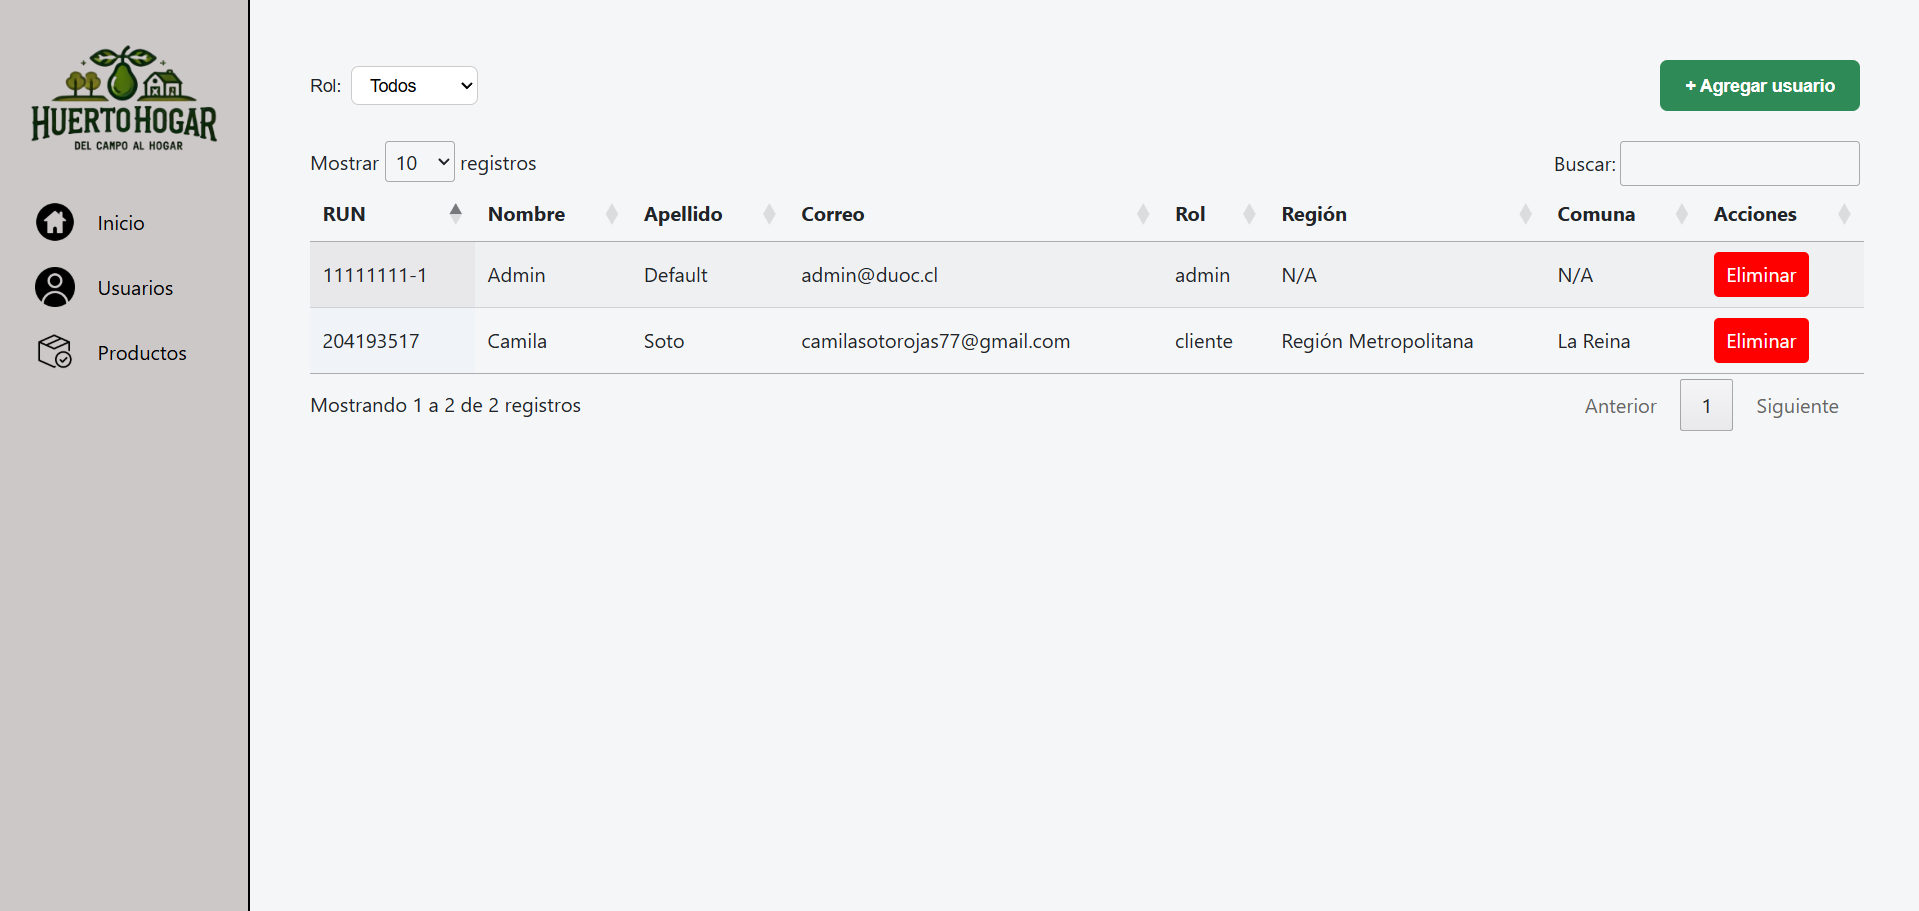 HUERTO HOGAR
DEL CAMPO AL HOGAR
Inicio
Usuarios
Productos
Rol: Todos
+ Agregar usuario
Mostrar 10 registros
Buscar:
RUN Nombre Apellido Correo Rol Región Comuna Acciones
11111111-1 Admin Default admin@duoc.cl admin N/A N/A Eliminar
204193517 Camila Soto camilasotorojas77@gmail.com cliente Región Metropolitana La Reina Eliminar
Mostrando 1 a 2 de 2 registros
Anterior 1 Siguiente